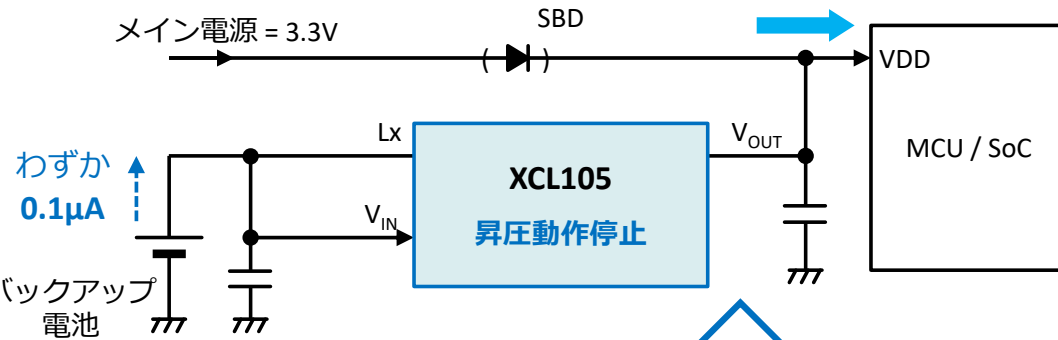 メイン電源 = 3.3V
SBD
( )
VDD
MCU / SoC
Lx
VOUT
XCL105
昇圧動作停止
VIN
わずか
0.1µA
バックアップ
電池